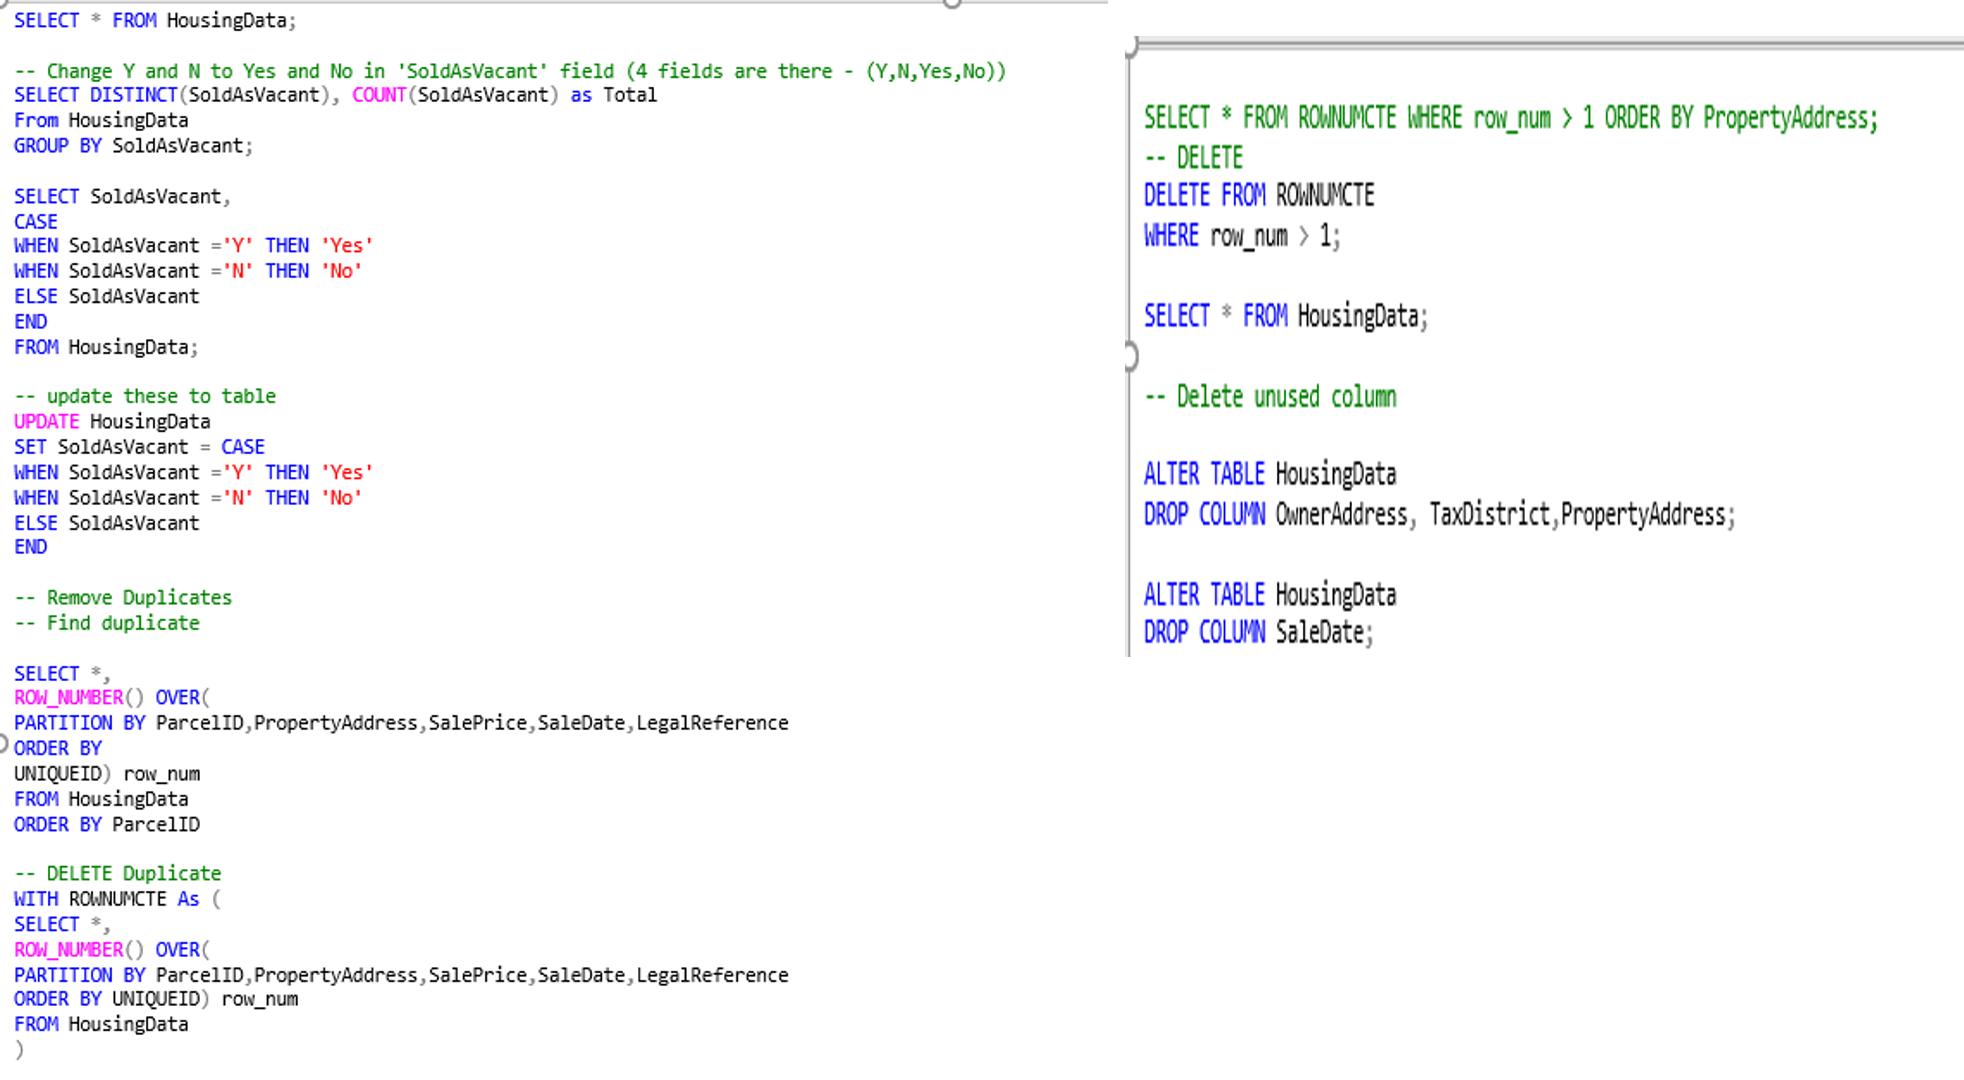 SELECT * FROM HousingData;
-- Change Y and N to Yes and No in 'SoldAsVacant' field (4 fields are there - (Y,N,Yes,No))
SELECT DISTINCT(SoldAsVacant), COUNT(SoldAsVacant) as Total
From HousingData
GROUP BY SoldAsVacant;
SELECT SoldAsVacant,
CASE
WHEN SoldAsVacant ='Y' THEN 'Yes'
WHEN SoldAsVacant ='N' THEN 'No'
ELSE SoldAsVacant
END
FROM HousingData;
-- update these to table
UPDATE HousingData
SET SoldAsVacant = CASE
WHEN SoldAsVacant ='Y' THEN 'Yes'
WHEN SoldAsVacant ='N' THEN 'No'
ELSE SoldAsVacant
END
-- Remove Duplicates
-- Find duplicate
SELECT *,
ROW_NUMBER() OVER(
PARTITION BY ParcelID,PropertyAddress,SalePrice,SaleDate,LegalReference
ORDER BY
UNIQUEID) row_num
FROM HousingData
ORDER BY ParcelID
-- DELETE Duplicate
WITH ROWNUMCTE As (
SELECT *,
ROW_NUMBER() OVER(
PARTITION BY ParcelID,PropertyAddress,SalePrice,SaleDate,LegalReference
ORDER BY UNIQUEID) row_num
FROM HousingData
)
SELECT * FROM ROWNUMCTE WHERE row_num > 1 ORDER BY PropertyAddress;
-- DELETE
DELETE FROM ROWNUMCTE
WHERE row_num > 1;
SELECT * FROM HousingData;
-- Delete unused column
ALTER TABLE HousingData
DROP COLUMN OwnerAddress, TaxDistrict,PropertyAddress;
ALTER TABLE HousingData
DROP COLUMN SaleDate;